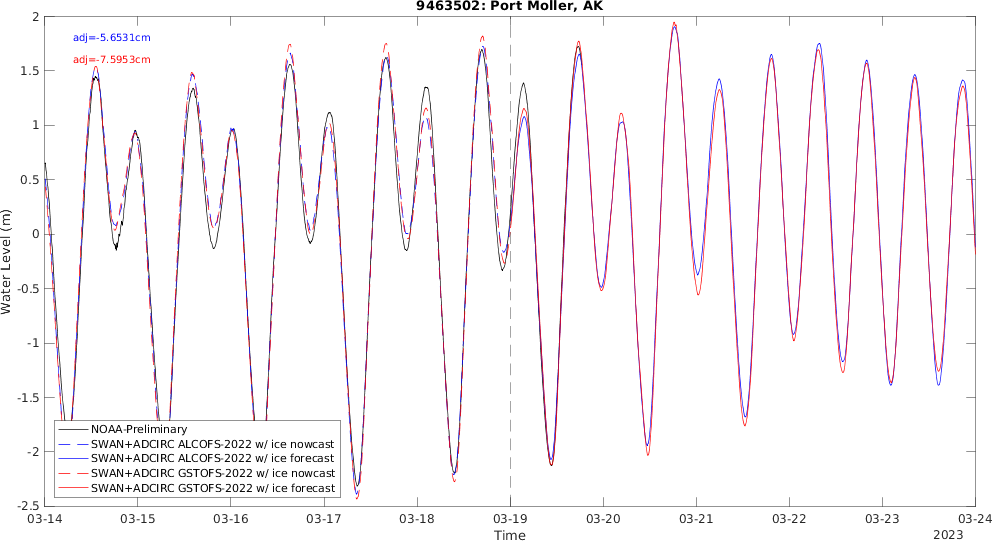 9463502: Port Moller, AK
adj=-5.6531cm
adj=-7.5953cm
2
1.5
1
0.5
0
-0.5
-1
-1.5
-2
-2.5
Water Level (m)
NOAA-Preliminary
SWAN+ADCIRC ALCOFS-2022 w/ ice nowcast
SWAN+ADCIRC ALCOFS-2022 w/ ice forecast
SWAN+ADCIRC GSTOFS-2022 w/ ice nowcast
SWAN+ADCIRC GSTOFS-2022 w/ ice forecast
03-14 03-15 03-16 03-17 03-18 03-19 03-20 03-21 03-22 03-23 03-24
Time
2023